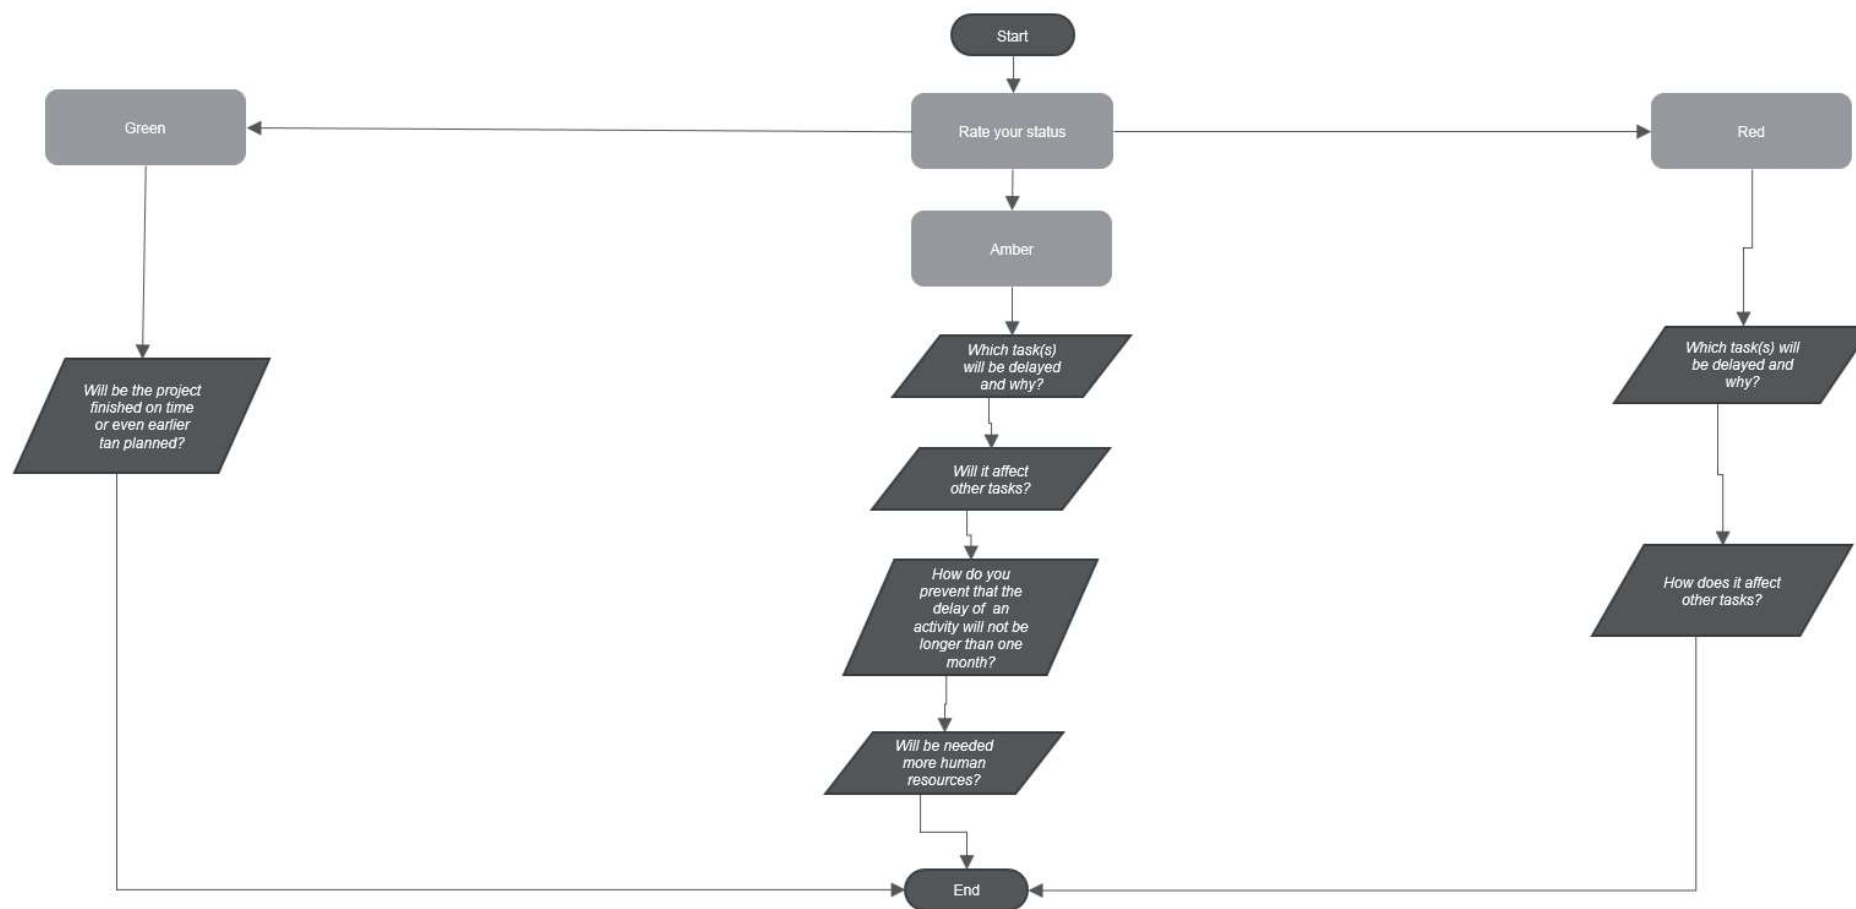 Start
Green
Rate your status
Red
Amber
Will be the project
finished on time
or even earlier
tan planned?
Which task(s)
will be delayed
and why?
Will it affect
other tasks?
How do you
prevent that the
delay of  an
activity will not be
longer than one
month?
Will be needed
more human
resources?
Which task(s) will
be delayed and
why?
How does it affect
other tasks?
End